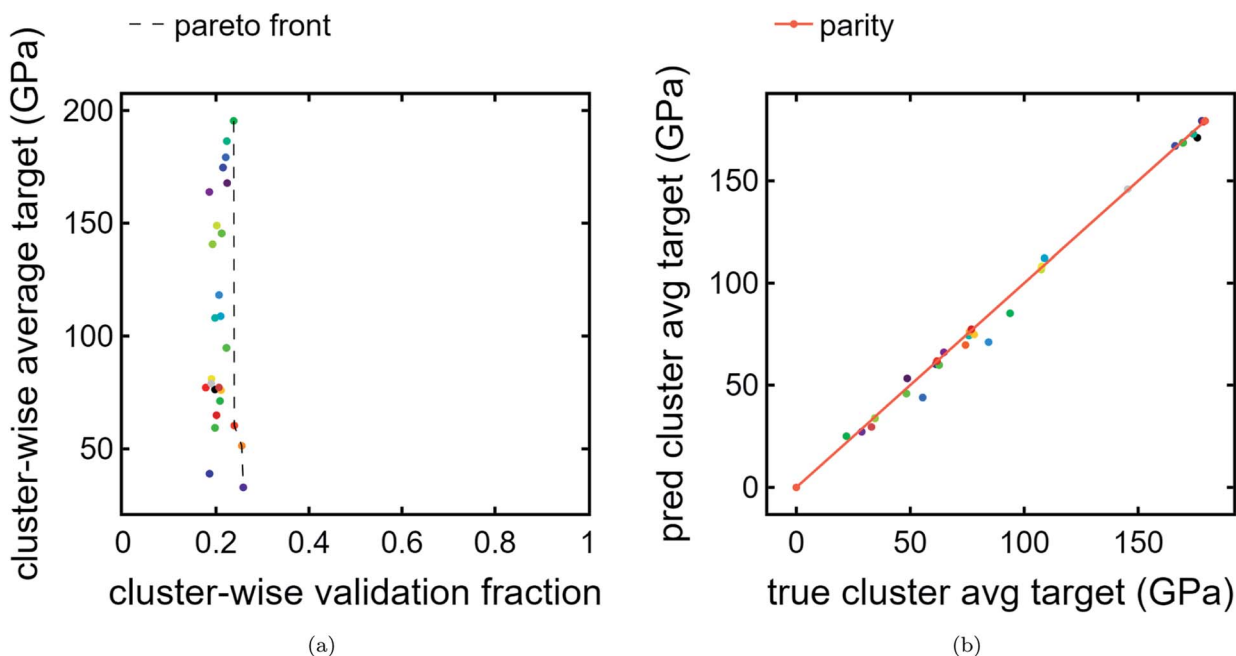 pareto front
cluster-wise average target (GPa)
200
150
100
50
0 0.2 0.4 0.6 0.8 1
cluster-wise validation fraction
(a)
parity
pred cluster avg target (GPa)
150
100
50
0
0 50 100 150
true cluster avg target (GPa)
(b)